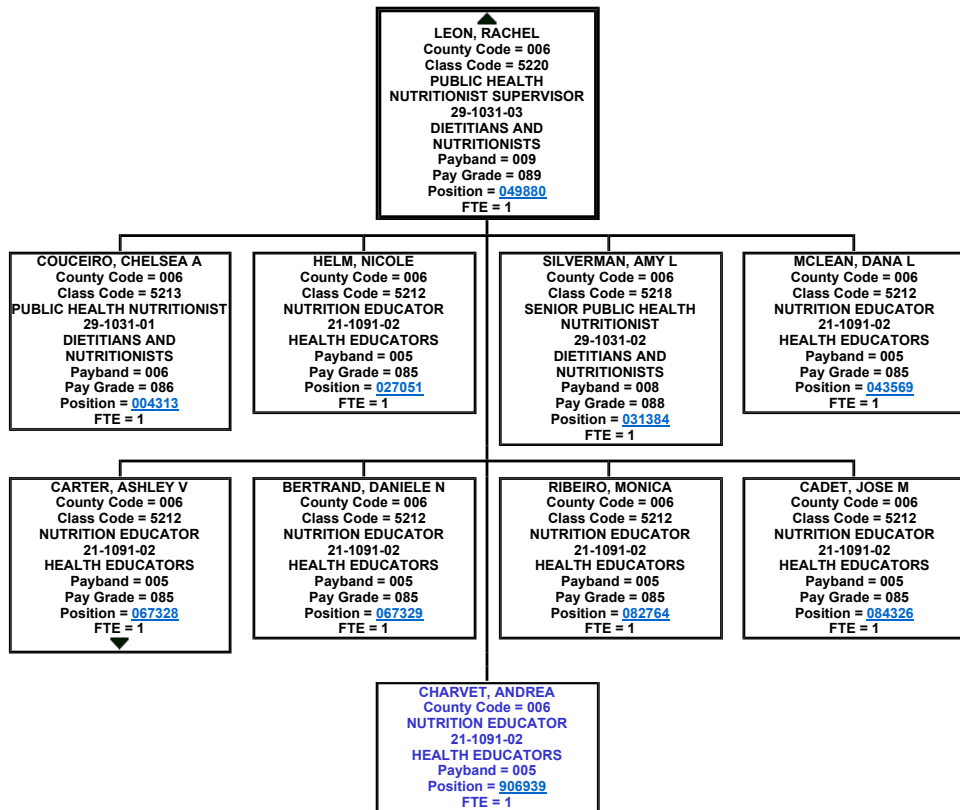 LEON, RACHEL
County Code = 006
Class Code = 5220
PUBLIC HEALTH
NUTRITIONIST SUPERVISOR
29-1031-03
DIETITIANS AND
NUTRITIONISTS
Payband = 009
Pay Grade = 089
Position = 049880
FTE = 1
COUCEIRO, CHELSEA A
County Code = 006
Class Code = 5213
PUBLIC HEALTH NUTRITIONIST
29-1031-01
DIETITIANS AND
NUTRITIONISTS
Payband = 006
Pay Grade = 086
Position = 004313
FTE = 1
HELM, NICOLE
County Code = 006
Class Code = 5212
NUTRITION EDUCATOR
21-1091-02
HEALTH EDUCATORS
Payband = 005
Pay Grade = 085
Position = 027051
FTE = 1
SILVERMAN, AMY L
County Code = 006
Class Code = 5218
SENIOR PUBLIC HEALTH
NUTRITIONIST
29-1031-02
DIETITIANS AND
NUTRITIONISTS
Payband = 008
Pay Grade = 088
Position = 031384
FTE = 1
MCLEAN, DANA L
County Code = 006
Class Code = 5212
NUTRITION EDUCATOR
21-1091-02
HEALTH EDUCATORS
Payband = 005
Pay Grade = 085
Position = 043569
FTE = 1
CARTER, ASHLEY V
County Code = 006
Class Code = 5212
NUTRITION EDUCATOR
21-1091-02
HEALTH EDUCATORS
Payband = 005
Pay Grade = 085
Position = 067328
FTE = 1
BERTRAND, DANIELE N
County Code = 006
Class Code = 5212
NUTRITION EDUCATOR
21-1091-02
HEALTH EDUCATORS
Payband = 005
Pay Grade = 085
Position = 067329
FTE = 1
RIBEIRO, MONICA
County Code = 006
Class Code = 5212
NUTRITION EDUCATOR
21-1091-02
HEALTH EDUCATORS
Payband = 005
Pay Grade = 085
Position = 082764
FTE = 1
CADET, JOSE M
County Code = 006
Class Code = 5212
NUTRITION EDUCATOR
21-1091-02
HEALTH EDUCATORS
Payband = 005
Pay Grade = 085
Position = 084326
FTE = 1
CHARVET, ANDREA
County Code = 006
NUTRITION EDUCATOR
21-1091-02
HEALTH EDUCATORS
Payband = 005
Position = 906939
FTE = 1